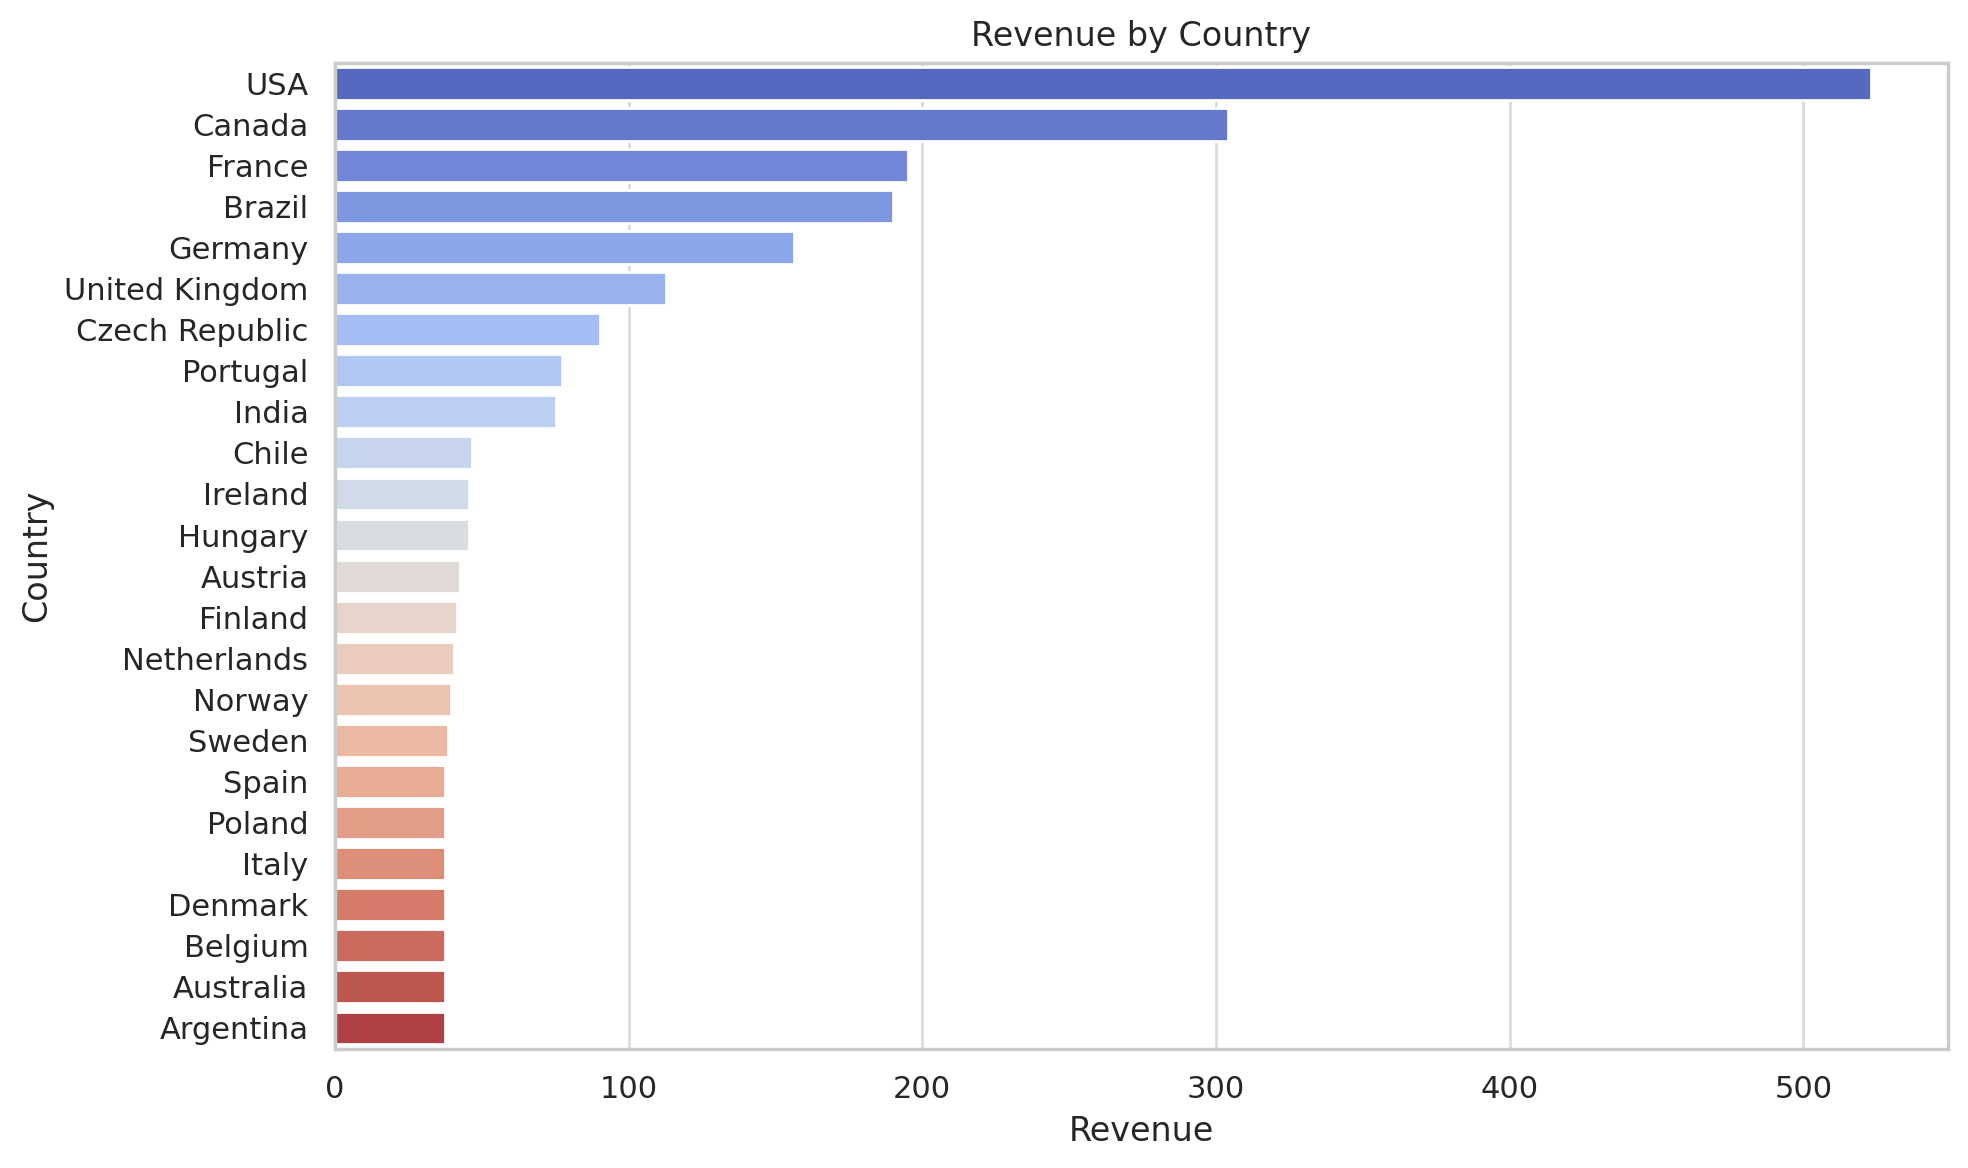 Revenue by Country
USA
Canada
France
Brazil
Germany
United Kingdom
Czech Republic
Portugal
India
Chile
Ireland
Hungary
Austria
Finland
Netherlands
Norway
Sweden
Spain
Poland
Italy
Denmark
Belgium
Australia
Argentina
Country
0 100 200 300 400 500
Revenue